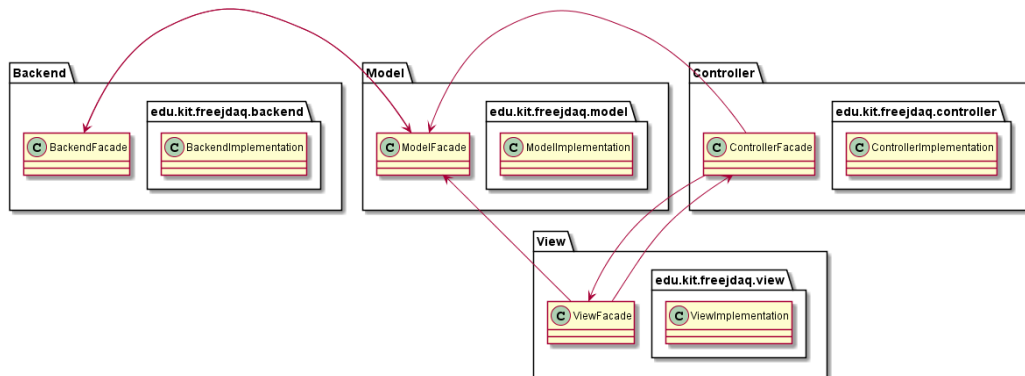 Backend
edu.kit.freejdaq.backend
C BackendFacade
C BackendImplementation
Model
edu.kit.freejdaq.model
C ModelFacade
C ModelImplementation
Controller
edu.kit.freejdaq.controller
C ControllerFacade
C ControllerImplementation
View
edu.kit.freejdaq.view
C ViewFacade
C ViewImplementation